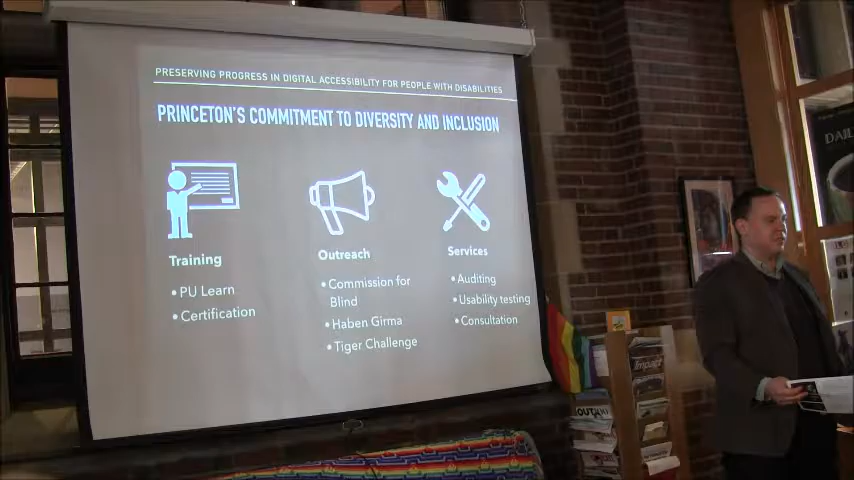 PRESERVING PROGRESS IN DIGITAL ACCESSIBILITY FOR PEOPLE WITH DISABILITIES
PRINCETON'S COMMITMENT TO DIVERSITY AND INCLUSION
Training
• PU Learn
• Certification
Outreach
• Commission for
Blind
• Haben Girma
• Tiger Challenge
Services
• Auditing
• Usability testing
• Consultation
DAIL
Impact
OUT